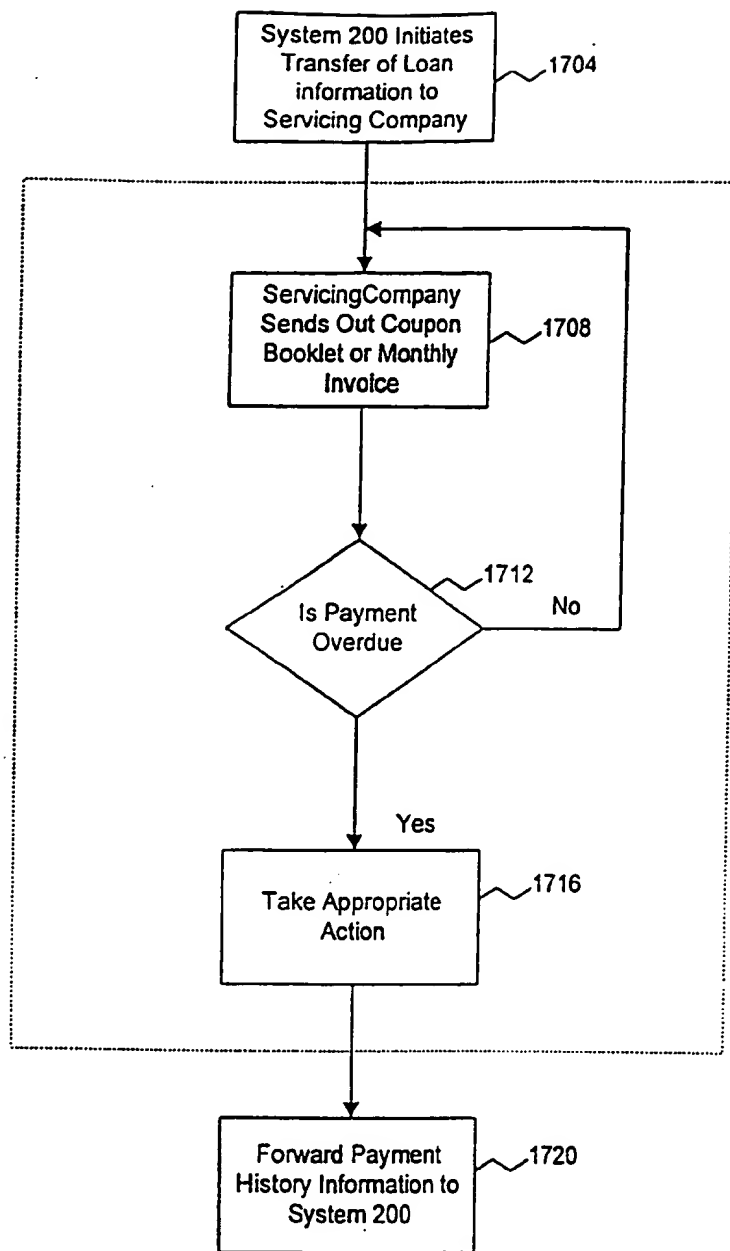 System 200 Initiates
Transfer of Loan
information to
Servicing Company
1704
ServicingCompany
Sends Out Coupon
Booklet or Monthly
Invoice
1708
1712
Is Payment
Overdue
No
Yes
Take Appropriate
Action
1716
Forward Payment
History Information to
System 200
1720